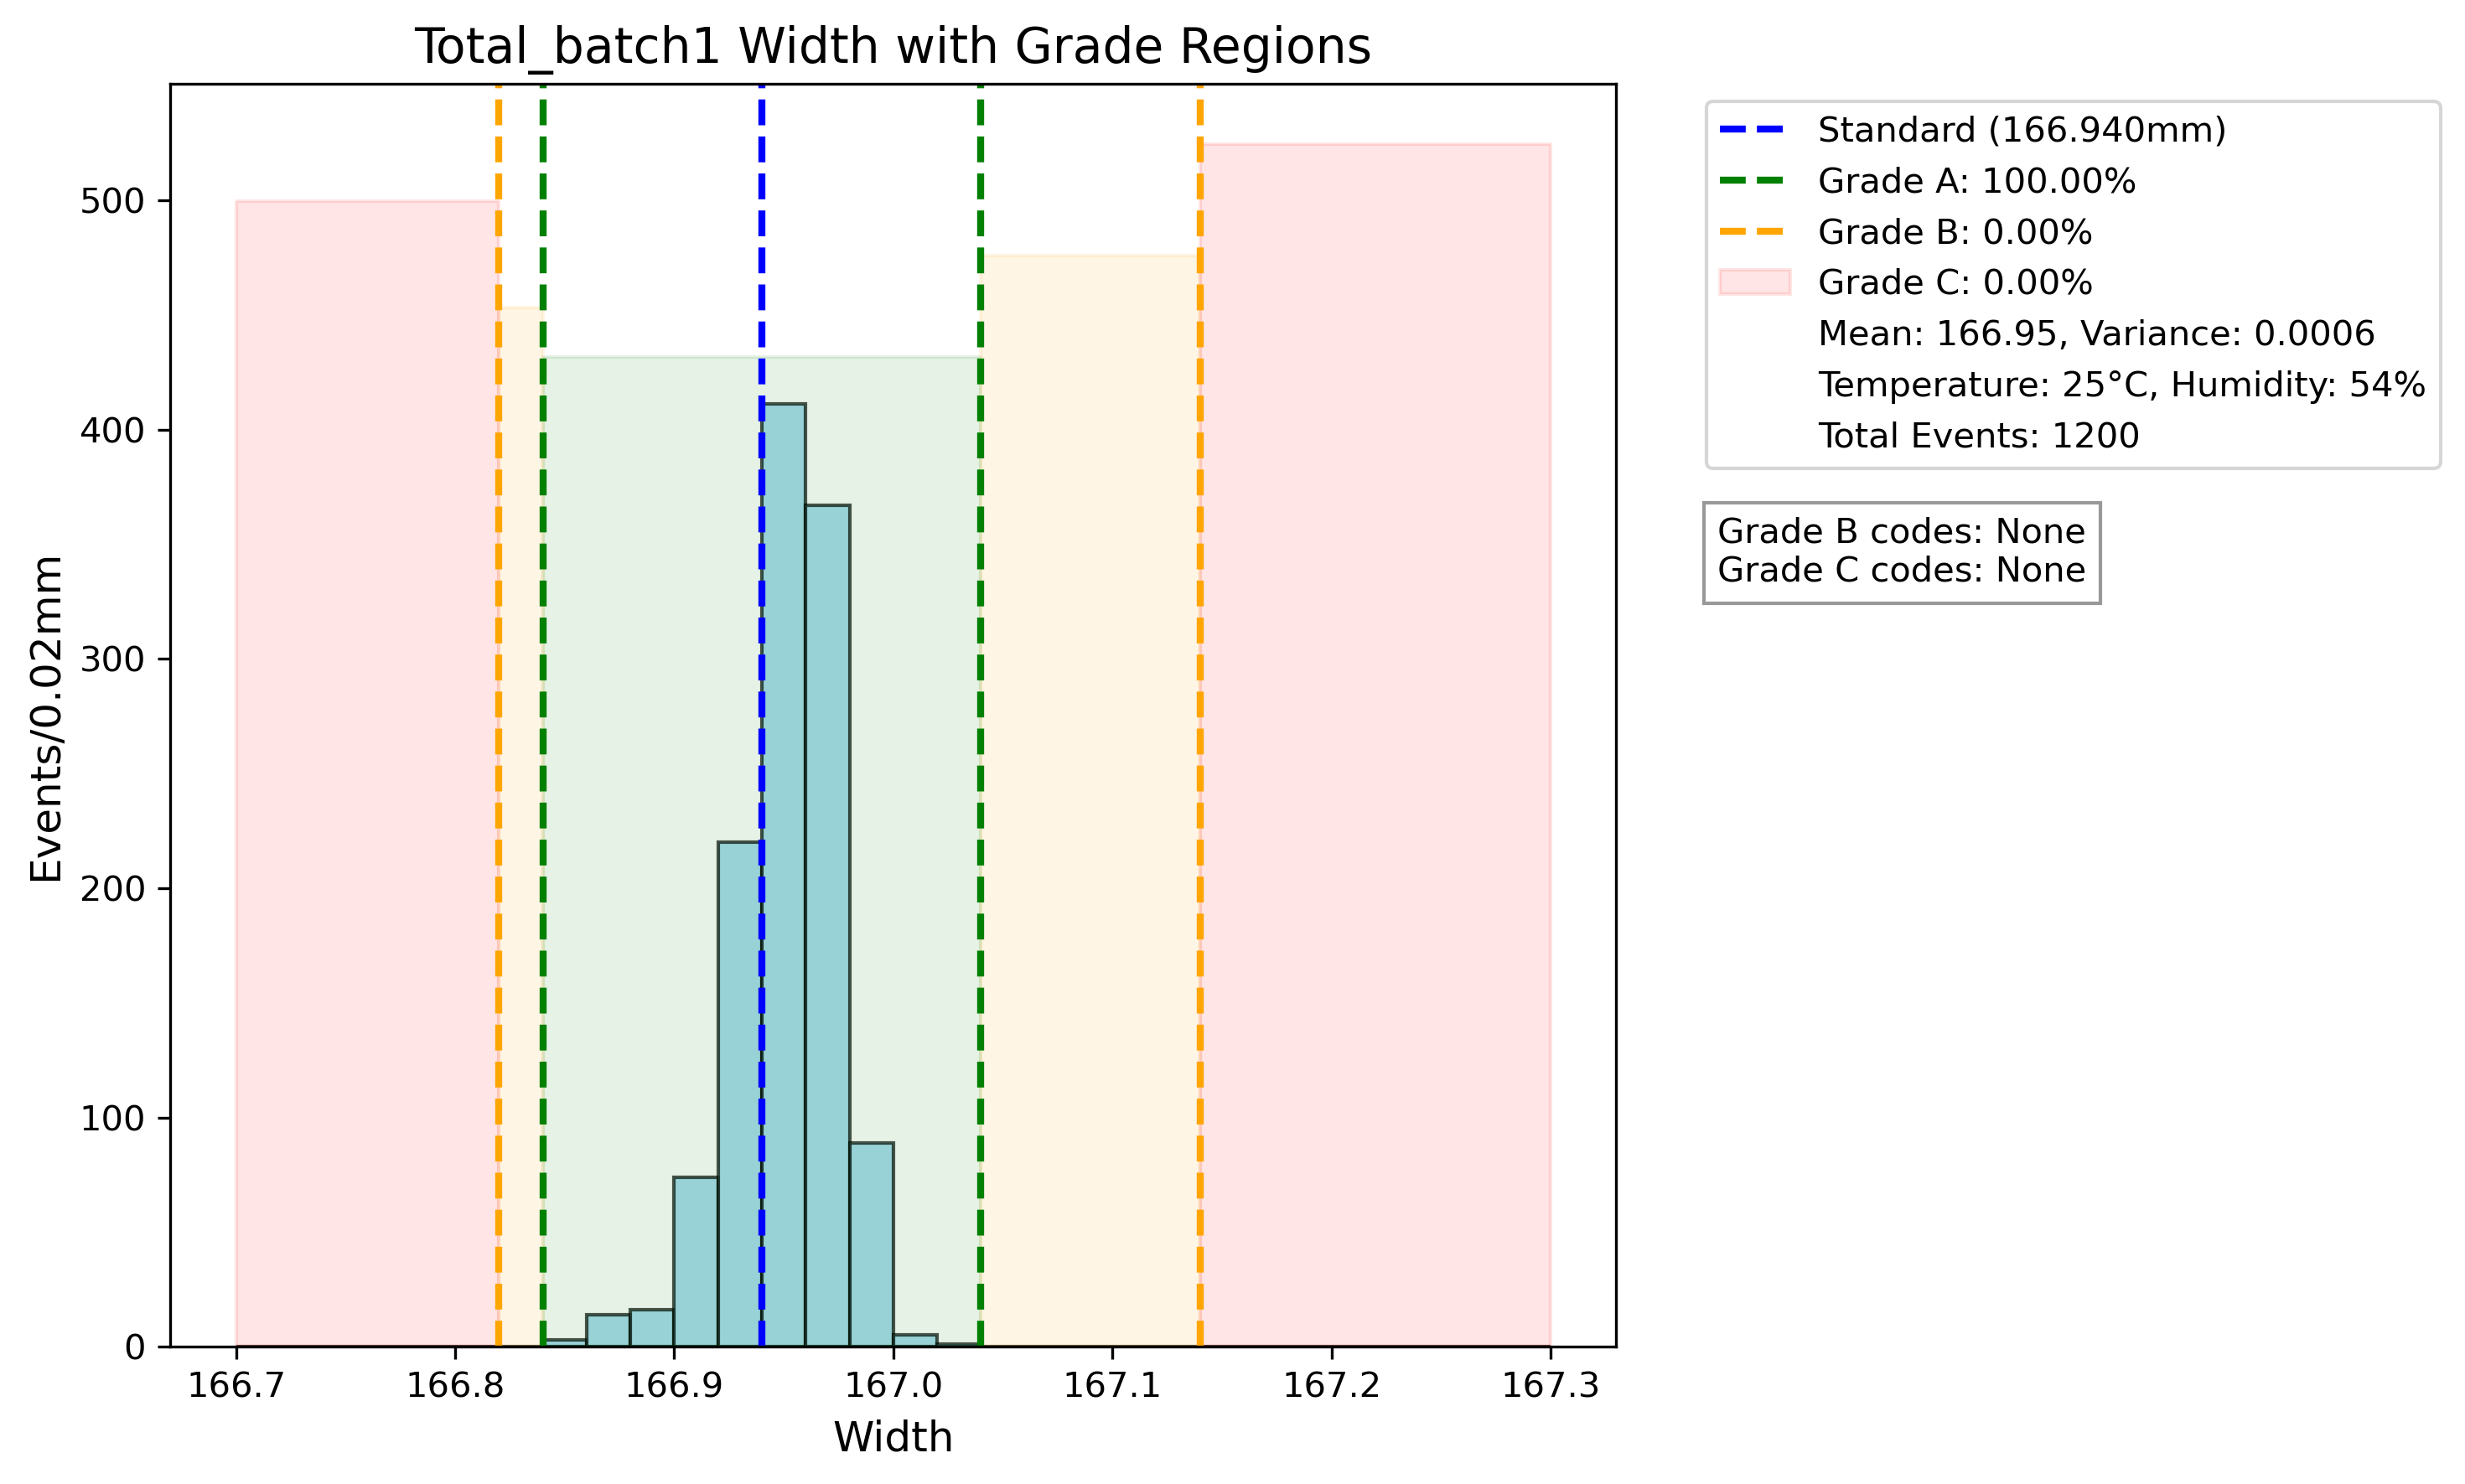 Total_batch1 Width with Grade Regions
Events/0.02mm
500
400
300
200
100
0
166.7 166.8 166.9 167.0 167.1 167.2 167.3
Width
Standard (166.940mm)
Grade A: 100.00%
Grade B: 0.00%
Grade C: 0.00%
Mean: 166.95, Variance: 0.0006
Temperature: 25°C, Humidity: 54%
Total Events: 1200
Grade B codes: None
Grade C codes: None